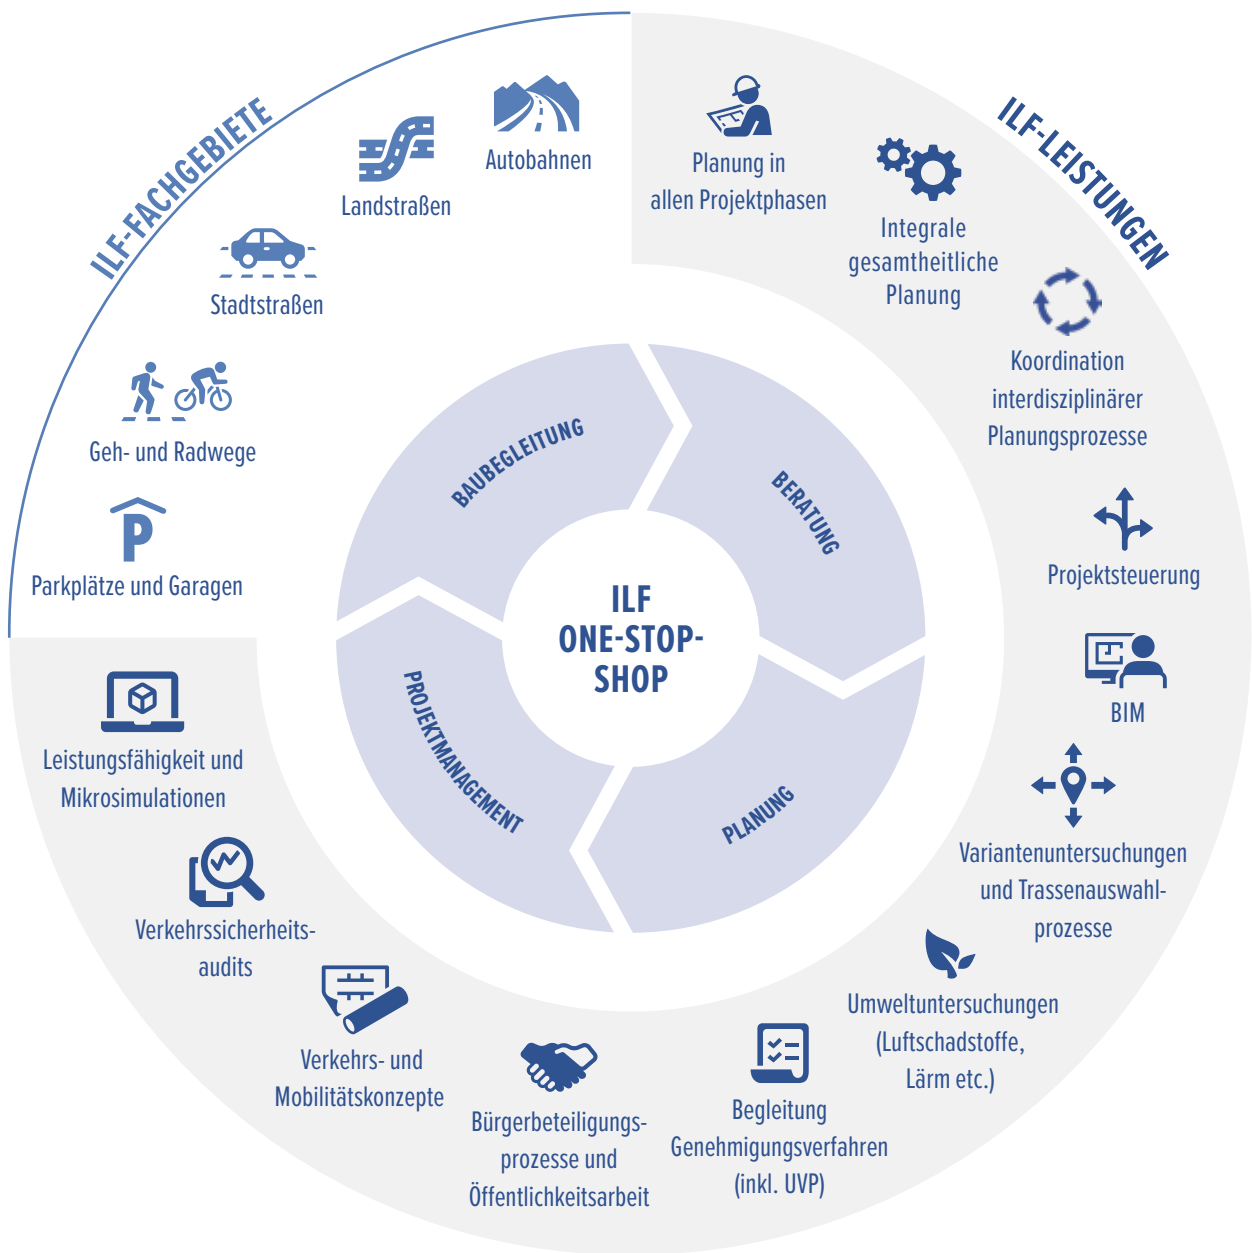 ILF-FACHGEBIETE
Autobahnen
Landstraßen
Stadtstraßen
Geh- und Radwege
P
Parkplätze und Garagen
ILF-LEISTUNGEN
Planung in
allen Projektphasen
Integrale
gesamtheitliche
Planung
Koordination
interdisziplinärer
Planungsprozesse
Projektsteuerung
BIM
Variantenuntersuchungen
und Trassenauswahl-
prozesse
Umweltuntersuchungen
(Luftschadstoffe,
Lärm etc.)
Begleitung
Genehmigungsverfahren
(inkl. UVP)
Bürgerbeteiligungs-
prozesse und
Öffentlichkeitsarbeit
Verkehrs- und
Mobilitätskonzepte
Verkehrssicherheits-
audits
Leistungsfähigkeit und
Mikrosimulationen
BAUBEGLEITUNG
BERATUNG
PLANUNG
PROJEKTMANAGEMENT
ILF
ONE-STOP-
SHOP